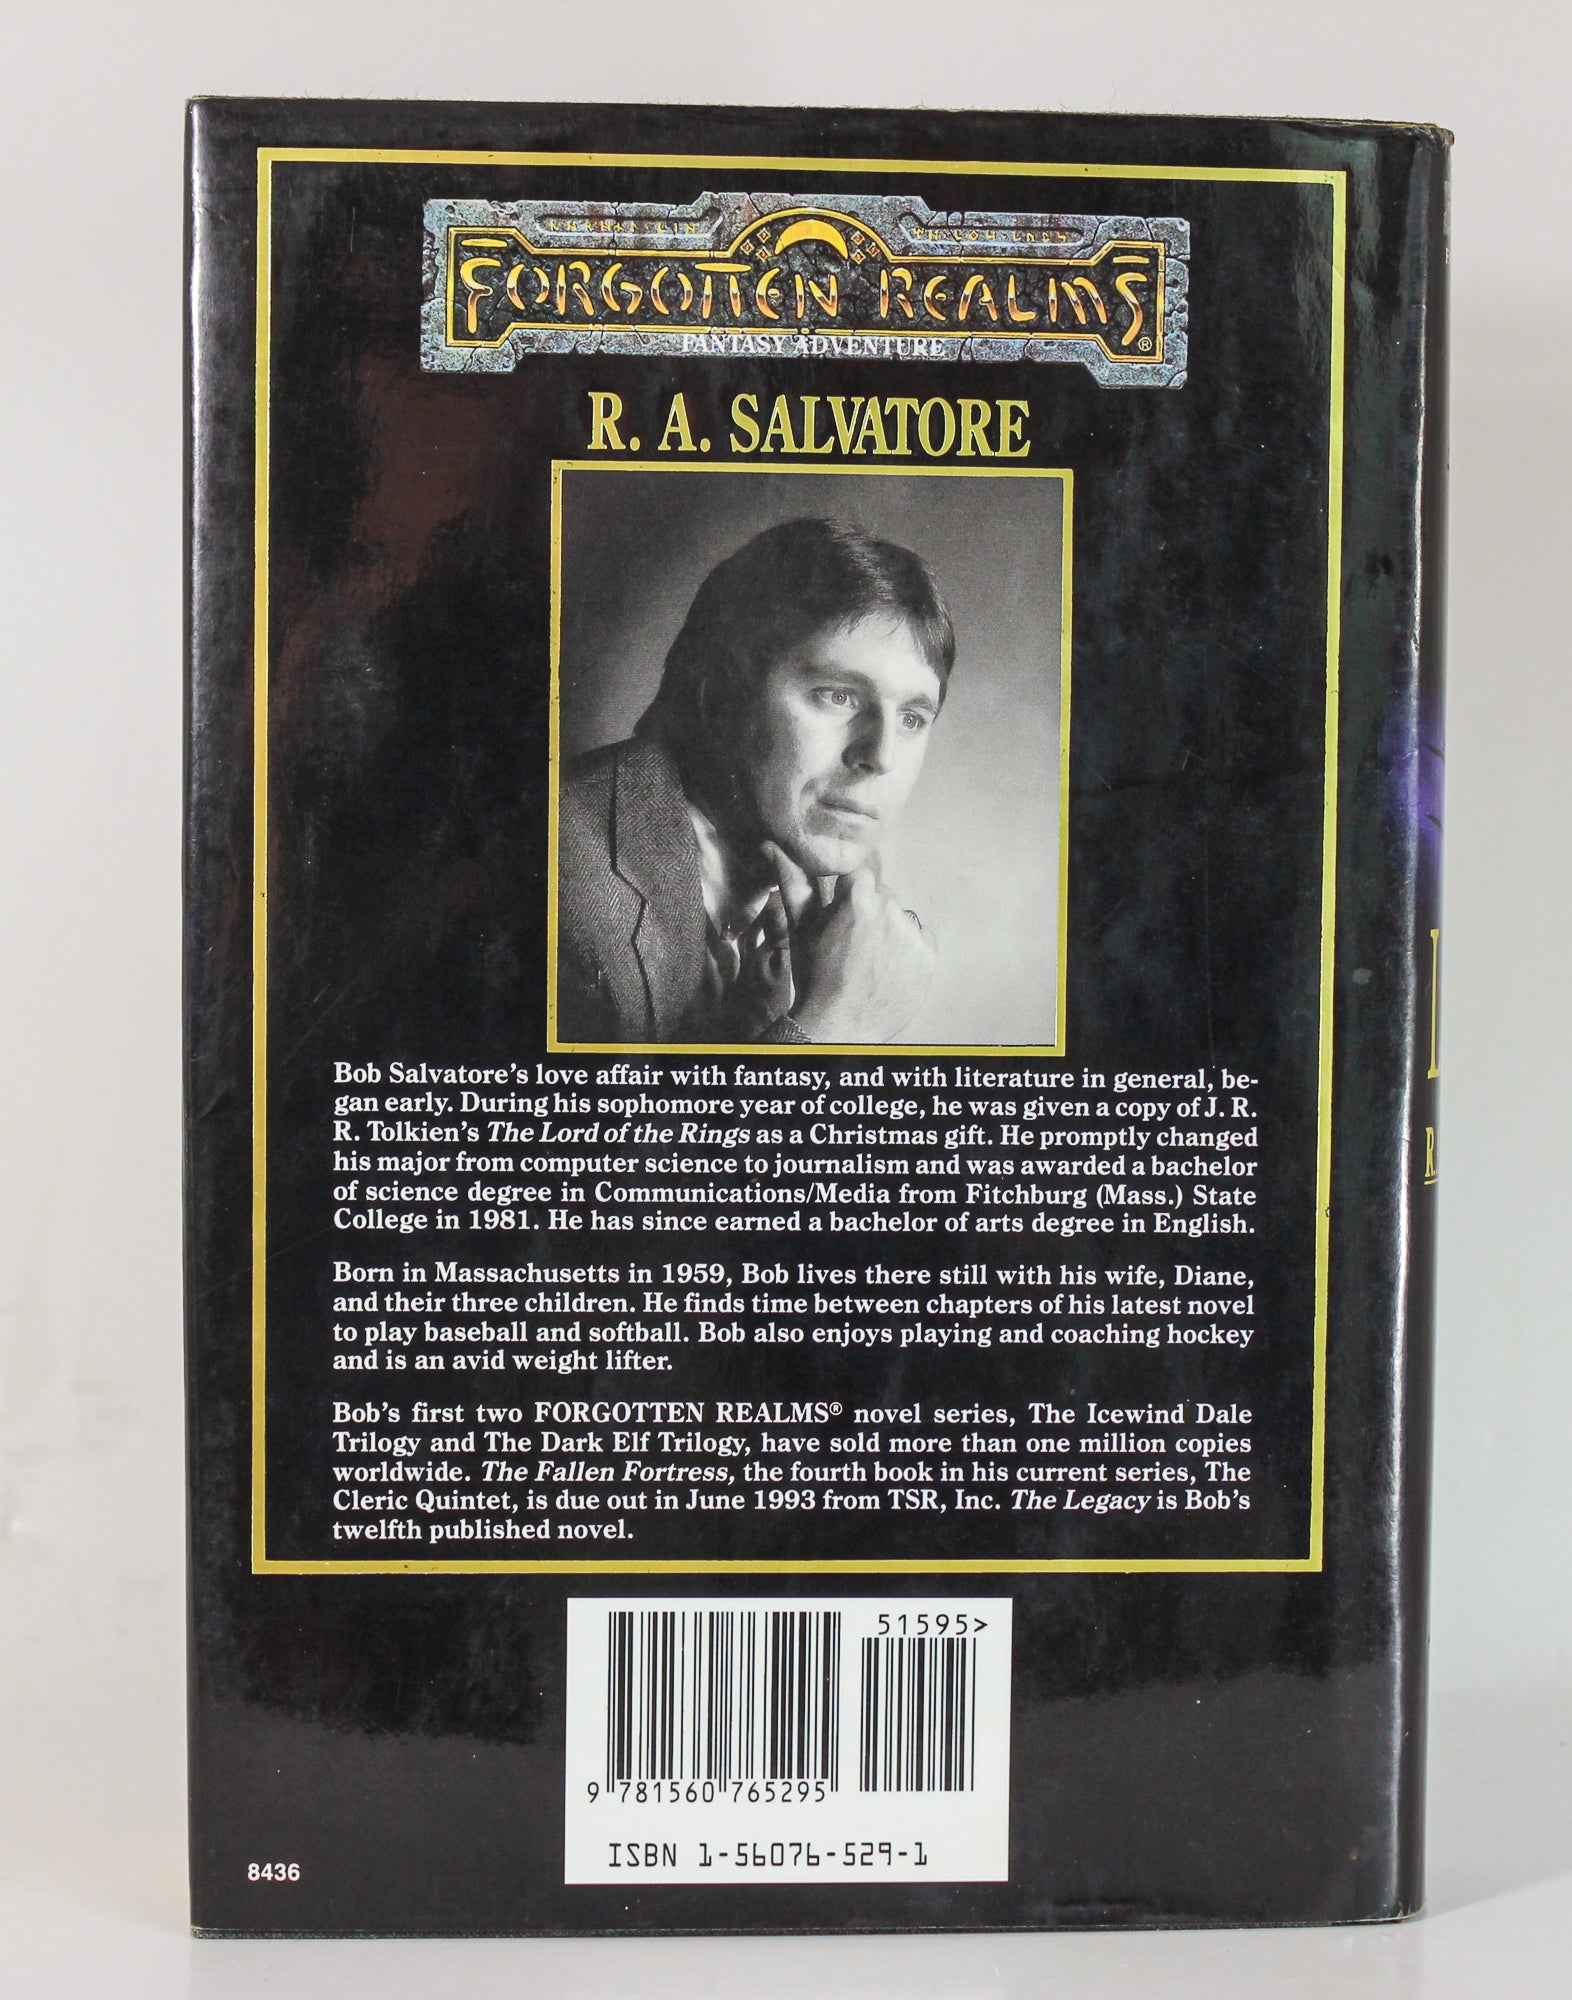 FORGOTTEN REALMS®
FANTASY ADVENTURE
R. A. SALVATORE
Bob Salvatore's love affair with fantasy, and with literature in general, be-
gan early. During his sophomore year of college, he was given a copy of J. R.
R. Tolkien's The Lord of the Rings as a Christmas gift. He promptly changed
his major from computer science to journalism and was awarded a bachelor
of science degree in Communications/Media from Fitchburg (Mass.) State
College in 1981. He has since earned a bachelor of arts degree in English.
Born in Massachusetts in 1959, Bob lives there still with his wife, Diane,
and their three children. He finds time between chapters of his latest novel
to play baseball and softball. Bob also enjoys playing and coaching hockey
and is an avid weight lifter.
Bob's first two FORGOTTEN REALMS® novel series, The Icewind Dale
Trilogy and The Dark Elf Trilogy, have sold more than one million copies
worldwide. The Fallen Fortress, the fourth book in his current series, The
Cleric Quintet, is due out in June 1993 from TSR, Inc. The Legacy is Bob's
twelfth published novel.
51595>
9 781560 765295
ISBN 1-56076-529-1
8436
L
R.